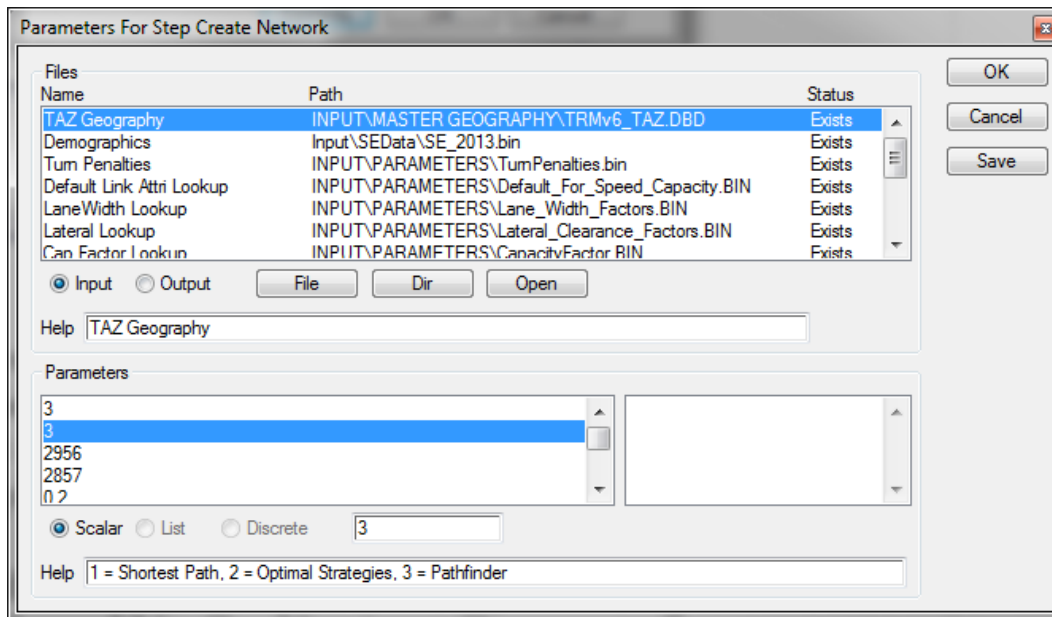 Parameters For Step Create Network
Files
Name Path Status
TAZ Geography INPUT\MASTER GEOGRAPHY\TRMv6_TAZ.DBD Exists
Demographics Input\SEData\SE_2013.bin Exists
Turn Penalties INPUT\PARAMETERS\TurnPenalties.bin Exists
Default Link Attri Lookup INPUT\PARAMETERS\Default_For_Speed_Capacity.BIN Exists
LaneWidth Lookup INPUT\PARAMETERS\Lane_Width_Factors.BIN Exists
Lateral Lookup INPUT\PARAMETERS\Lateral_Clearance_Factors.BIN Exists
Cap Factor Lookup INPUT\PARAMETERS\CapacityFactor.BIN Exists
Input Output File Dir Open
Help TAZ Geography
OK
Cancel
Save
Parameters
3
3
2956
2857
0.2
Scalar List Discrete 3
Help 1 = Shortest Path, 2 = Optimal Strategies, 3 = Pathfinder